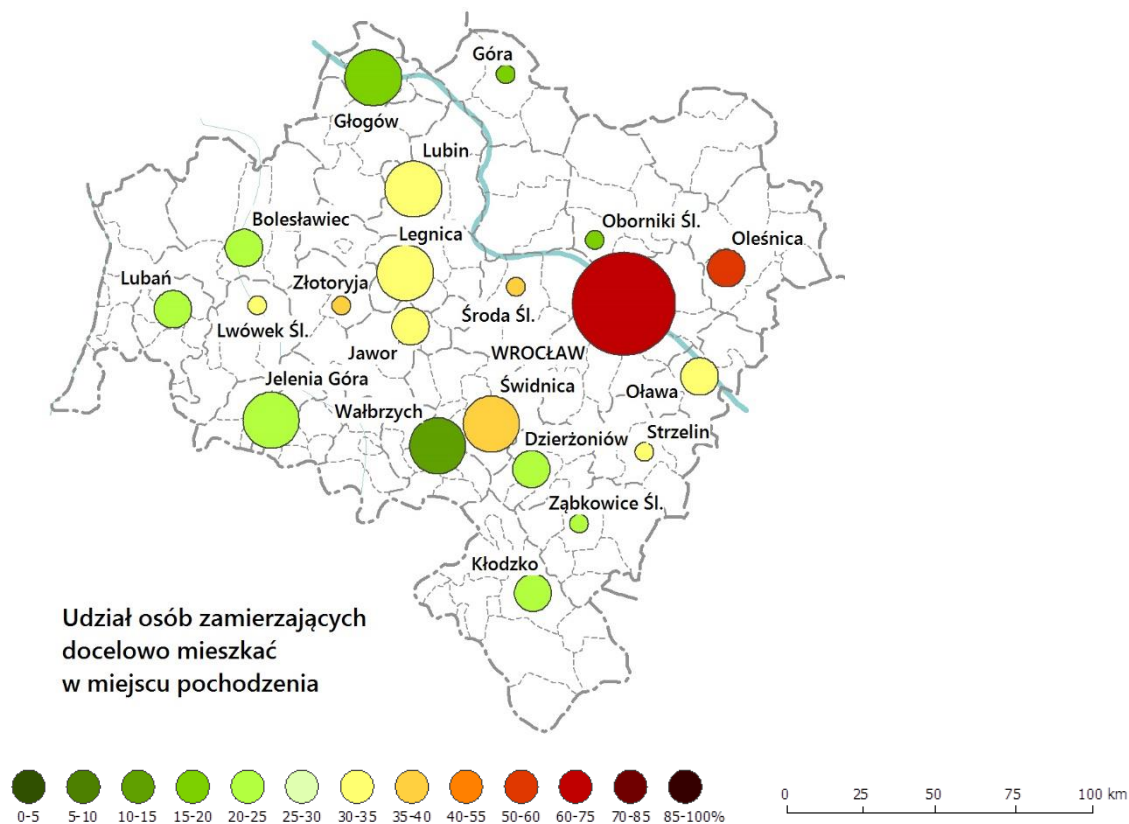 Góra
Głogów
Lubin
Bolesławiec
Legnica
Oborniki Śl.
Oleśnica
Lubań
Złotoryja
Lwówek Śl.
Środa Śl.
Jawor
WROCŁAW
Jelenia Góra
Świdnica
Oława
Wałbrzych
Dzierżoniów
Strzelin
Ząbkowice Śl.
Kłodzko
Udział osób zamierzających
docelowo mieszkać
w miejscu pochodzenia
0-5 5-10 10-15 15-20 20-25 25-30 30-35 35-40 40-55 50-60 60-75 70-85 85-100%
0 25 50 75 100 km